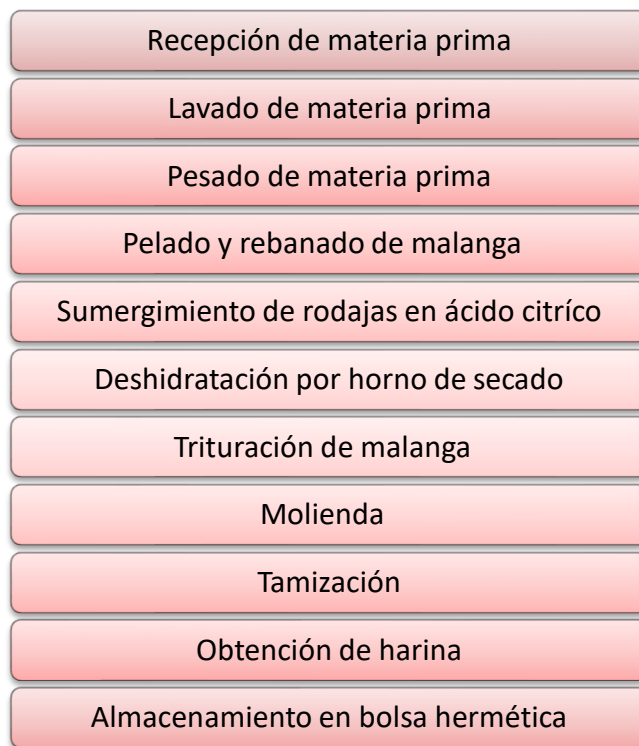 Recepción de materia prima
Lavado de materia prima
Pesado de materia prima
Pelado y rebanado de malanga
Sumergimiento de rodajas en ácido citríco
Deshidratación por horno de secado
Trituración de malanga
Molienda
Tamización
Obtención de harina
Almacenamiento en bolsa hermética